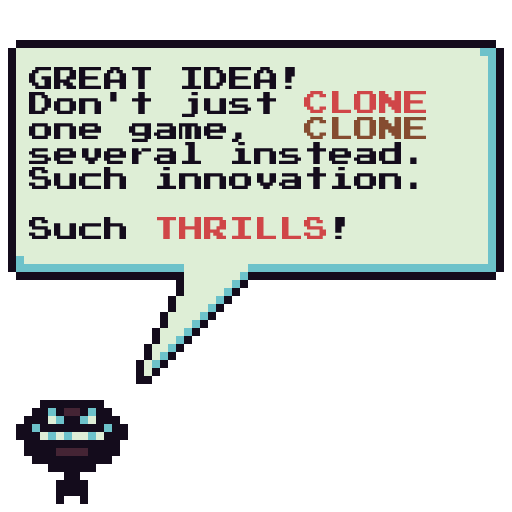 GREAT IDEA!
Don't just CLONE
one game, CLONE
several instead.
Such innovation.
Such THRILLS!